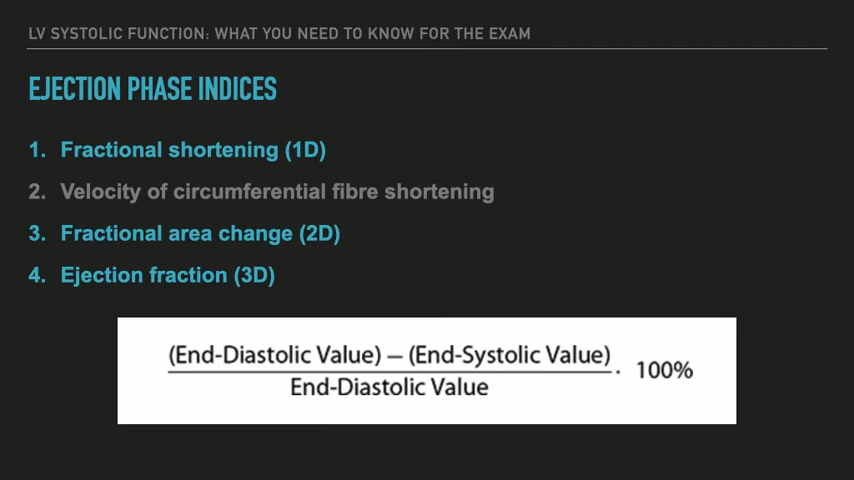 LV SYSTOLIC FUNCTION: WHAT YOU NEED TO KNOW FOR THE EXAM
EJECTION PHASE INDICES
1. Fractional shortening (1D)
2. Velocity of circumferential fibre shortening
3. Fractional area change (2D)
4. Ejection fraction (3D)
(End-Diastolic Value) – (End-Systolic Value)
End-Diastolic Value
· 100%